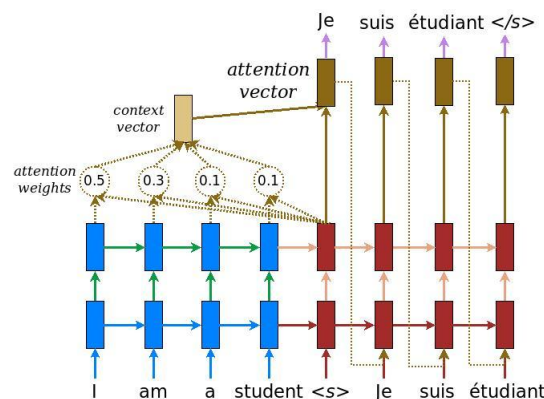 Je suis étudiant </s>
attention
vector
context
vector
attention
weights
0.5 0.3 0.1 0.1
I am a student <s> Je suis étudiant